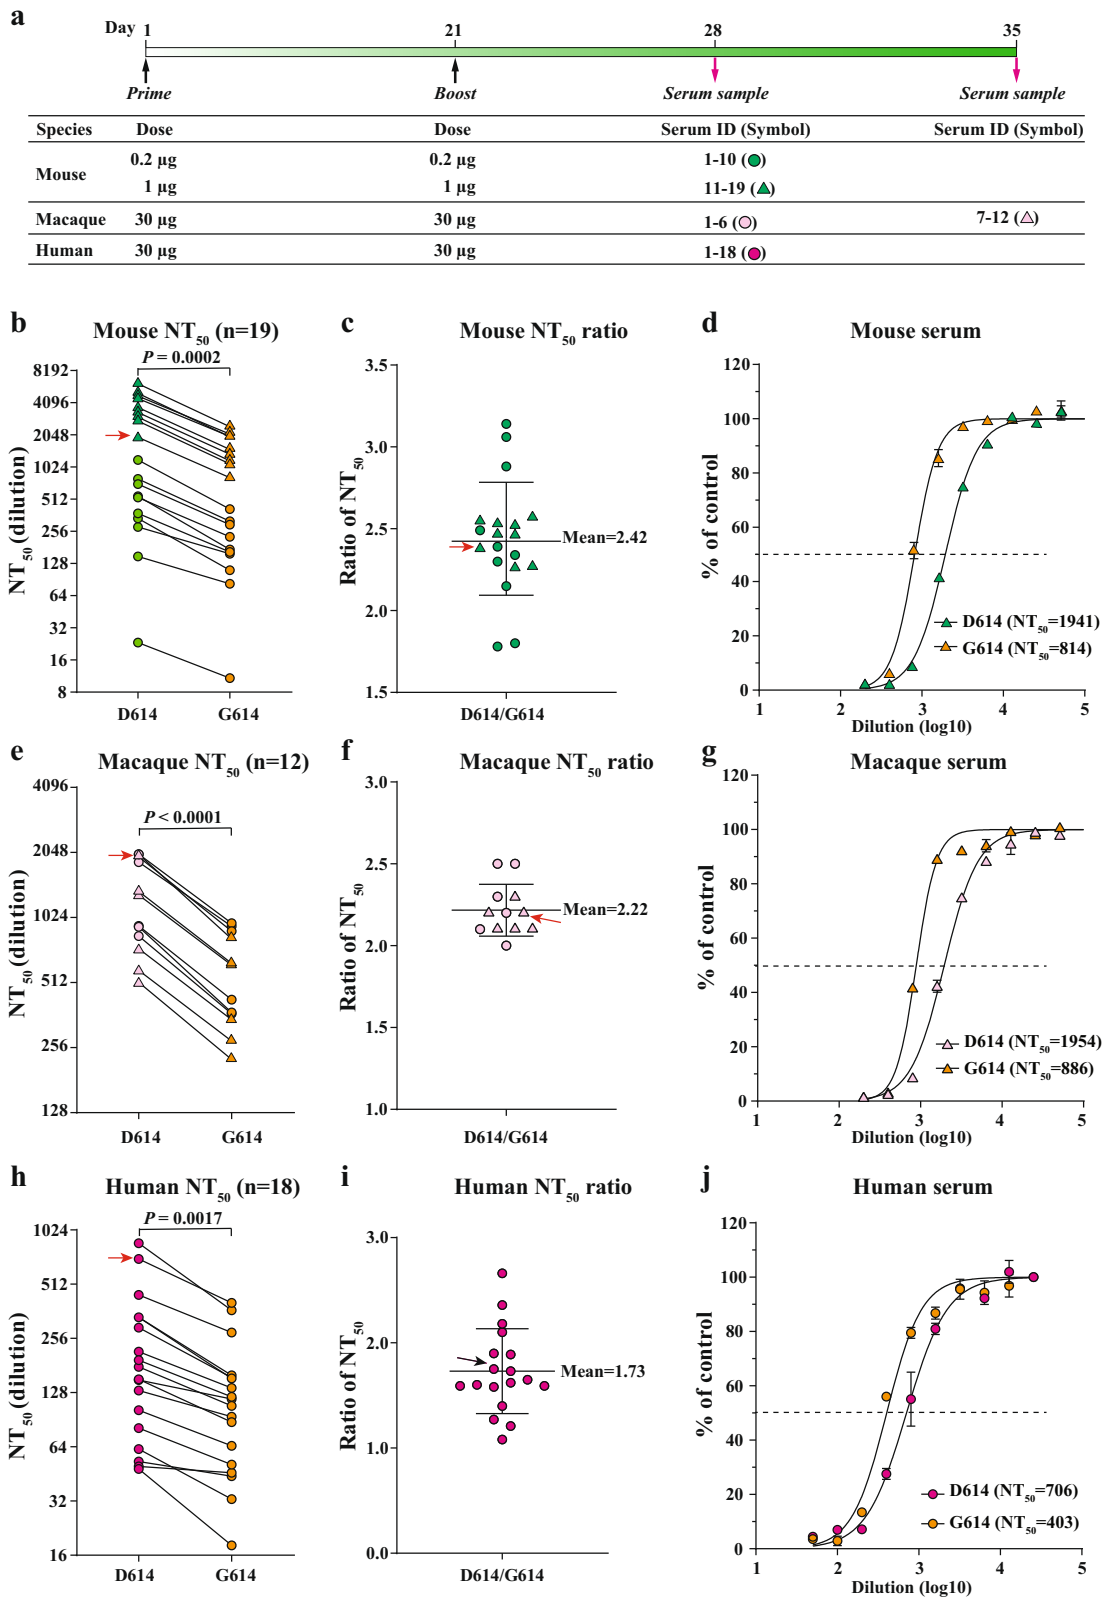 a
Day 1 21 28 35
Prime Boost Serum sample Serum sample
Species Dose Dose Serum ID (Symbol) Serum ID (Symbol)
Mouse
0.2 µg 0.2 µg 1-10 ( )
1 µg 1 µg 11-19 ( )
Macaque 30 µg 30 µg 1-6 ( ) 7-12 ( )
Human 30 µg 30 µg 1-18 ( )
b
Mouse NT50 (n=19)
P = 0.0002
NT50 (dilution)
8192
4096
2048
1024
512
256
128
64
32
16
8
D614 G614
c
Mouse NT50 ratio
Ratio of NT50
3.5
3.0
2.5
2.0
1.5
Mean=2.42
D614/G614
d
Mouse serum
% of control
120
100
80
60
40
20
0
D614 (NT50=1941)
G614 (NT50=814)
1 2 3 4 5
Dilution (log10)
e
Macaque NT50 (n=12)
P < 0.0001
NT50 (dilution)
4096
2048
1024
512
256
128
D614 G614
f
Macaque NT50 ratio
Ratio of NT50
3.0
2.5
2.0
1.5
1.0
Mean=2.22
D614/G614
g
Macaque serum
% of control
120
100
80
60
40
20
0
D614 (NT50=1954)
G614 (NT50=886)
1 2 3 4 5
Dilution (log10)
h
Human NT50 (n=18)
P = 0.0017
NT50 (dilution)
1024
512
256
128
64
32
16
D614 G614
i
Human NT50 ratio
Ratio of NT50
3.0
2.0
1.0
0.0
Mean=1.73
D614/G614
j
Human serum
% of control
120
100
80
60
40
20
0
D614 (NT50=706)
G614 (NT50=403)
1 2 3 4 5
Dilution (log10)